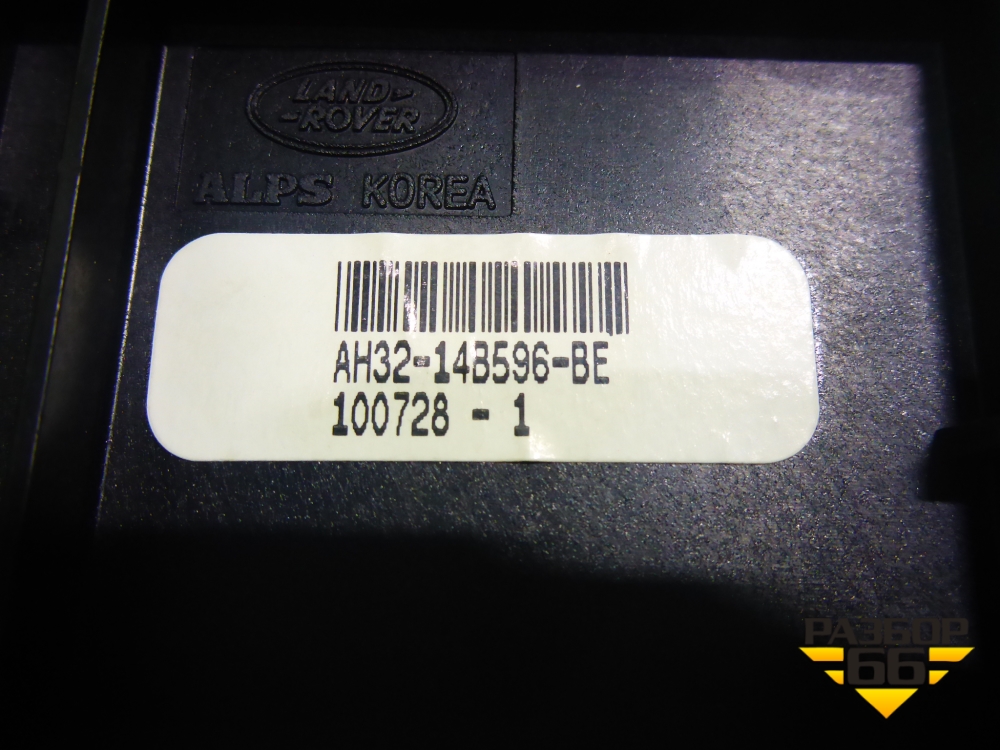 LAND-
-ROVER
ALPS KOREA
AH32-14B596-BE
100728 - 1
РАЗБОР
66